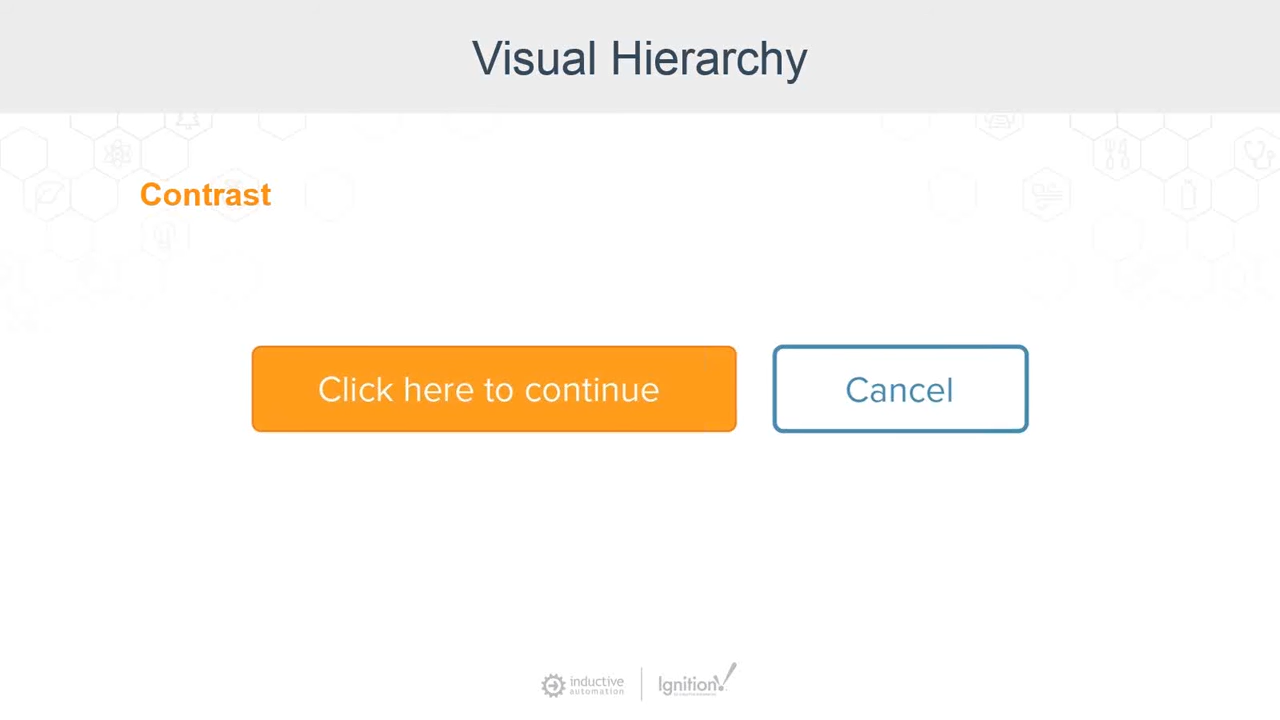 Visual Hierarchy
Contrast
Click here to continue
Cancel
inductive
automation
Ignition!